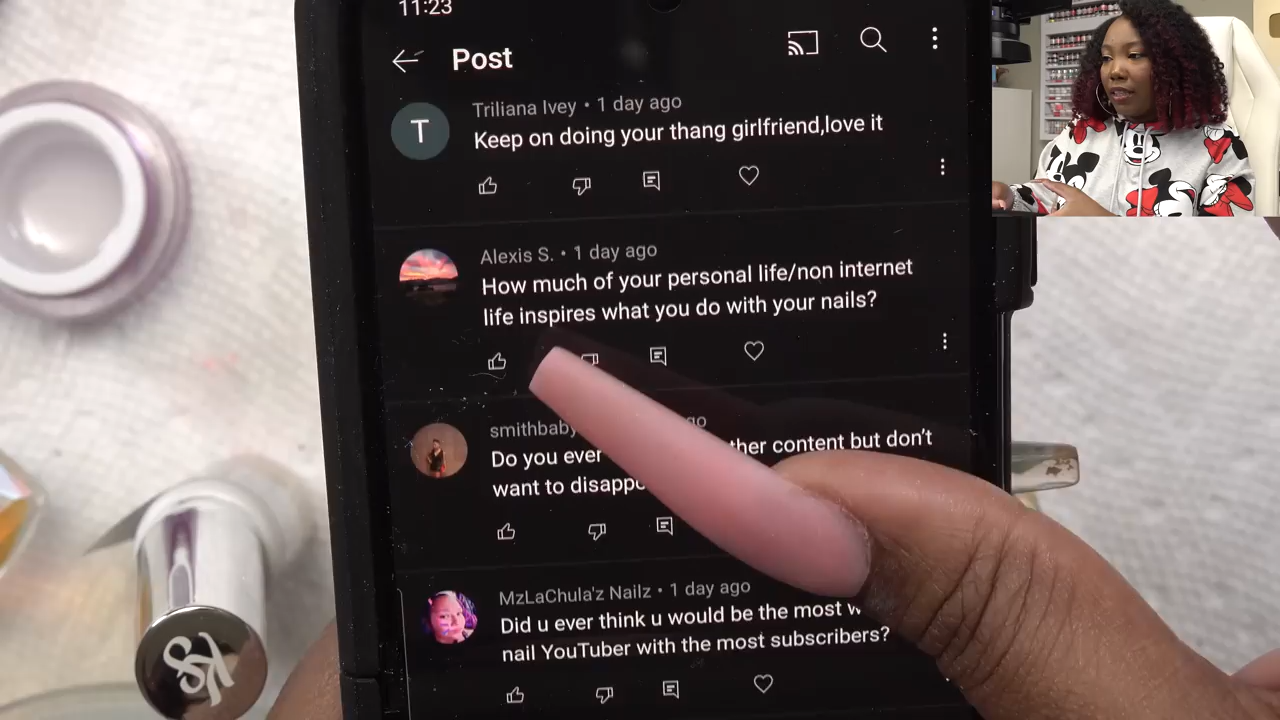 11:23
Post
Triliana Ivey • 1 day ago
T
Keep on doing your thang girlfriend,love it
Alexis S. • 1 day ago
How much of your personal life/non internet
life inspires what you do with your nails?
smithbaby
Do you ever ther content but don't
want to
MzLaChula'z Nailz • 1 day ago
Did u ever think u would be the most
nail YouTuber with the most subscribers?
KS